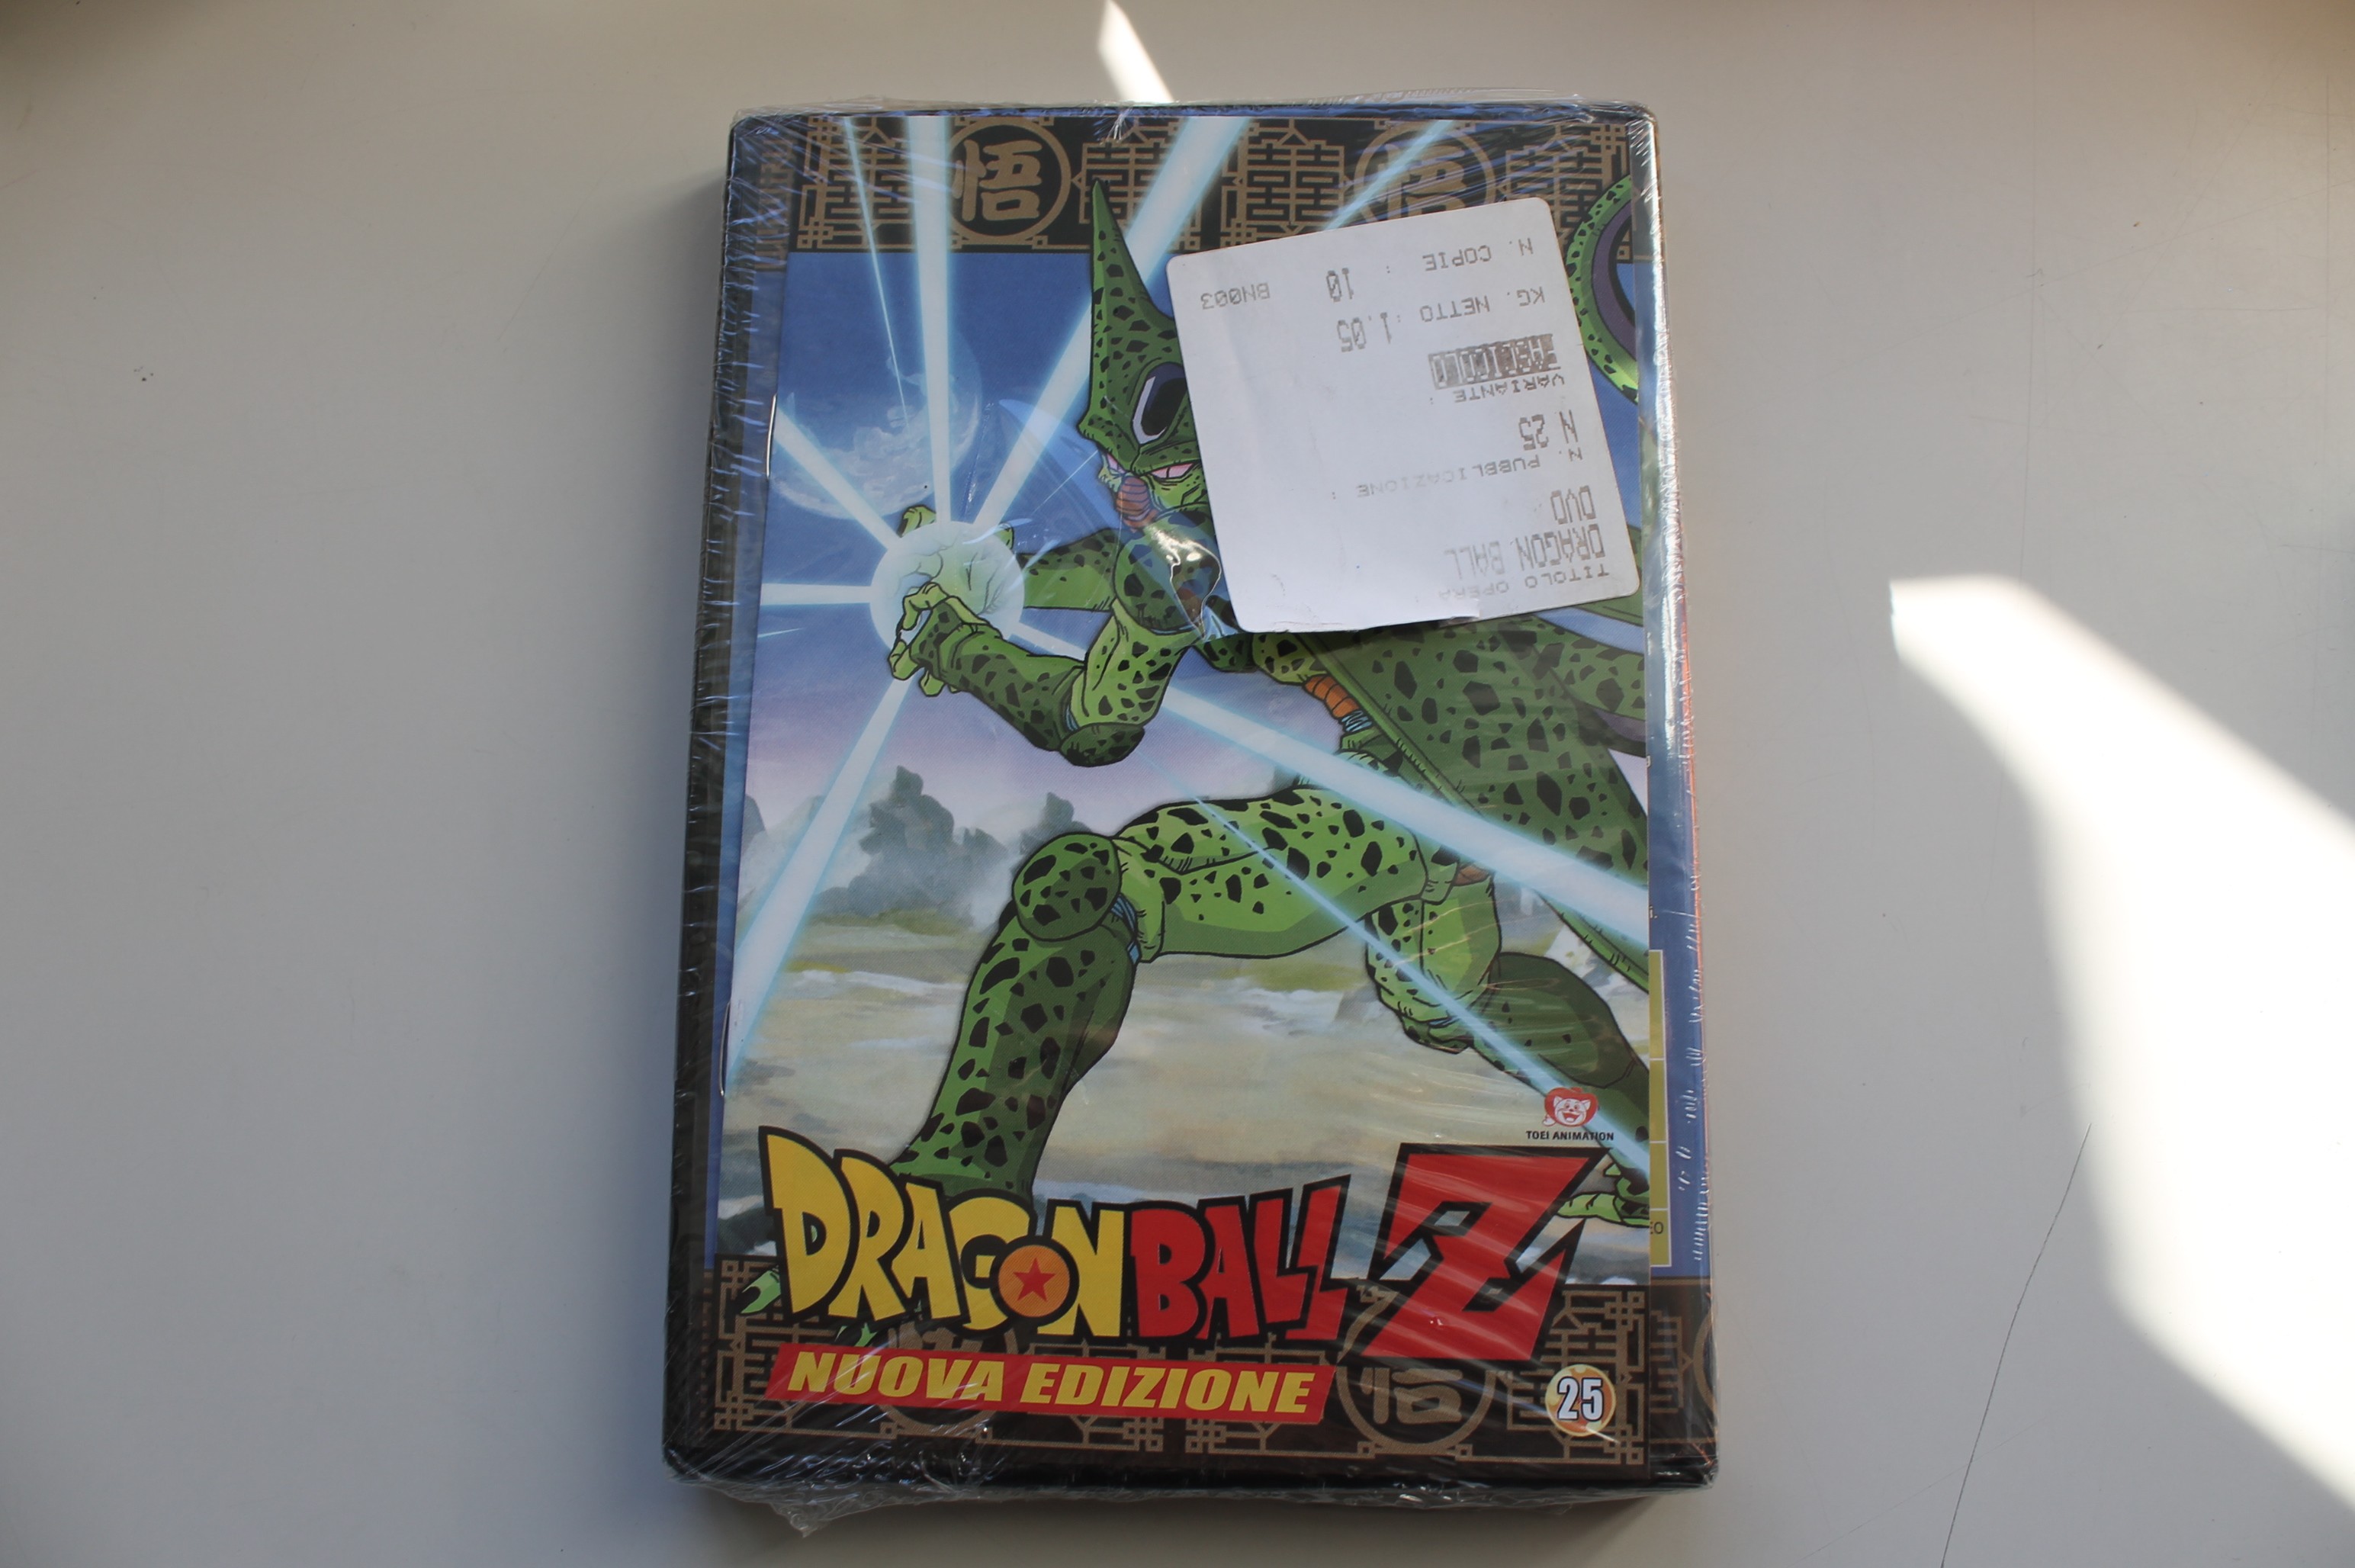 悟
悟
TITOLO OPERA :
DRAGON BALL
DVD
N. PUBBLICAZIONE :
N 25
VARIANTE :
KG. NETTO : 1.05
N. COPIE : 10 BN003
TOEI ANIMATION
DRAGON BALL Z
NUOVA EDIZIONE
悟
25